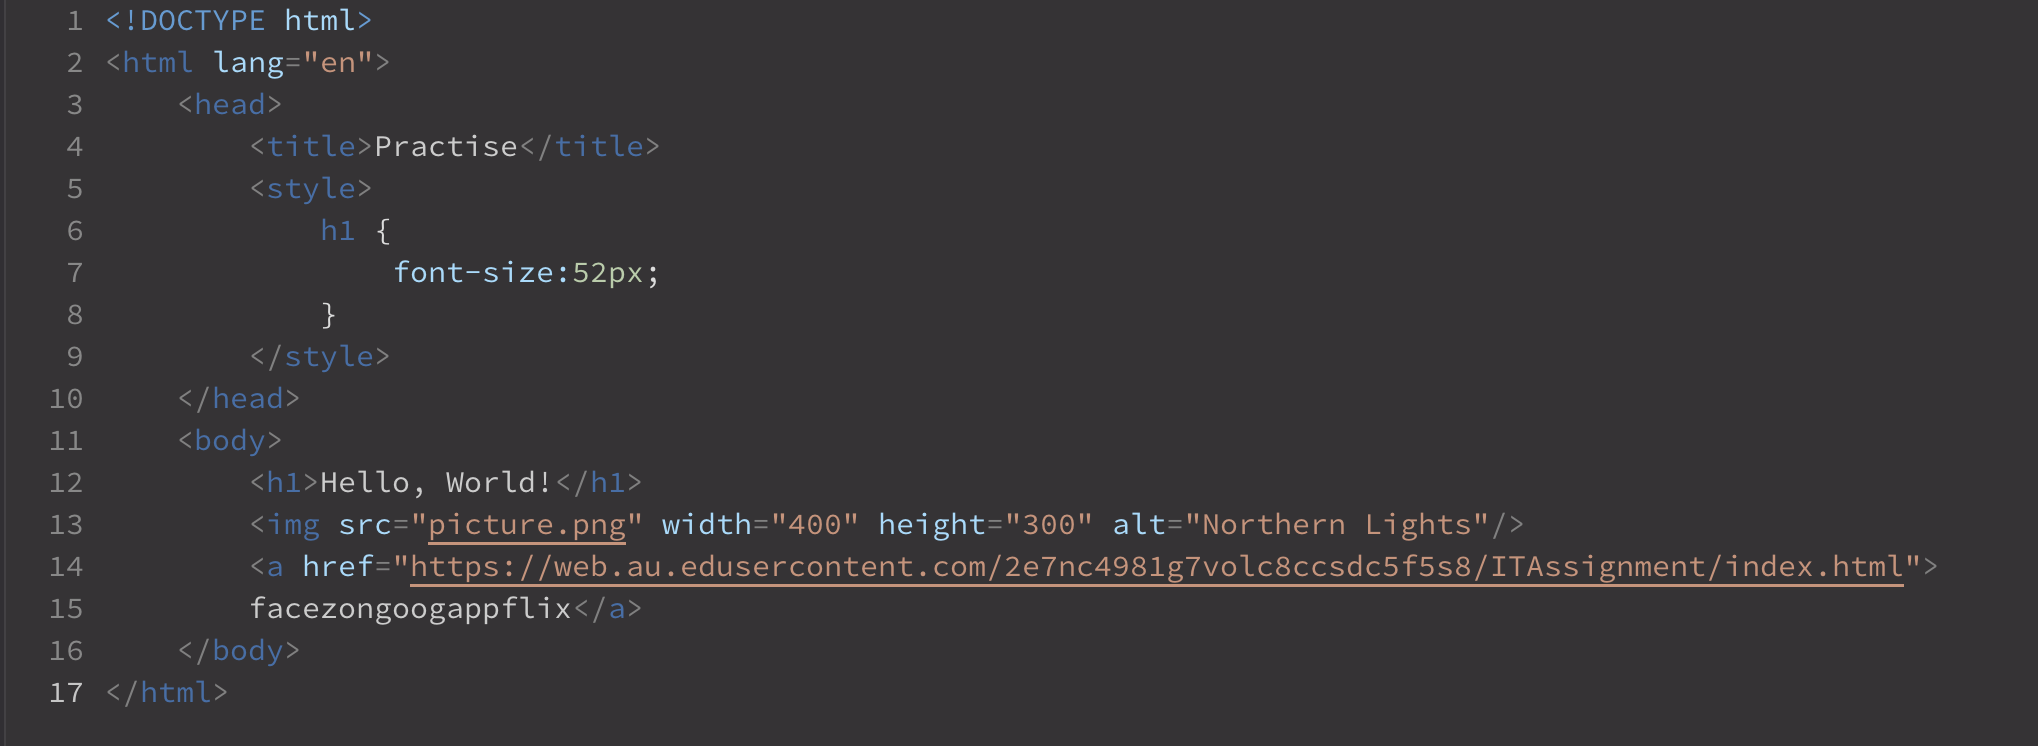 1 <!DOCTYPE html>
2 <html lang="en">
3     <head>
4         <title>Practise</title>
5         <style>
6             h1 {
7                 font-size:52px;
8             }
9         </style>
10     </head>
11     <body>
12         <h1>Hello, World!</h1>
13         <img src="picture.png" width="400" height="300" alt="Northern Lights"/>
14         <a href="https://web.au.edusercontent.com/2e7nc4981g7volc8ccsdc5f5s8/ITAssignment/index.html">
15         facezongoogappflix</a>
16     </body>
17 </html>